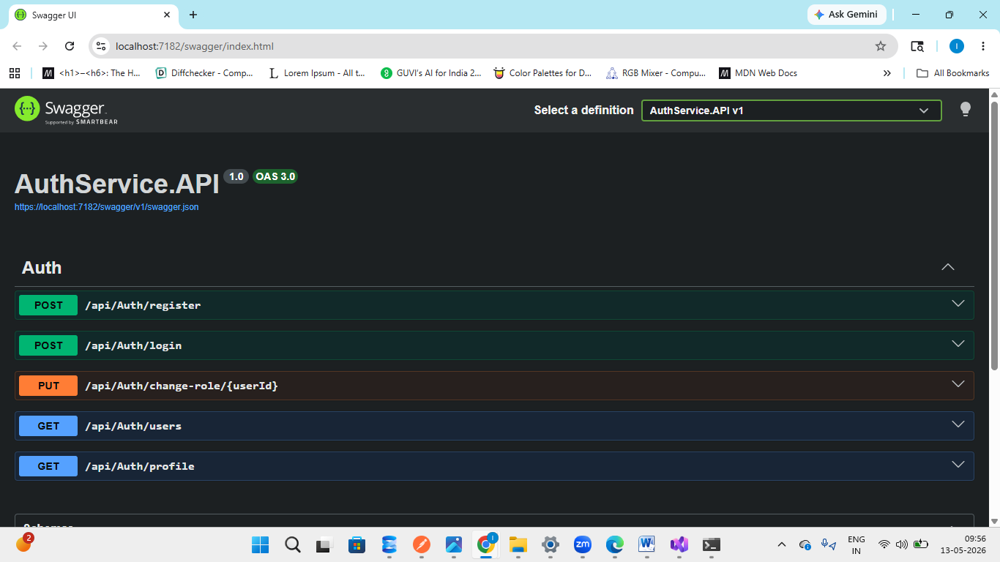 Swagger UI
Ask Gemini
localhost:7182/swagger/index.html
I
<h1>–<h6>: The H...
Diffchecker - Comp...
Lorem Ipsum - All t...
GUVI's AI for India 2...
Color Palettes for D...
RGB Mixer - Compu...
MDN Web Docs
All Bookmarks
Swagger
Supported by SMARTBEAR
Select a definition
AuthService.API v1
AuthService.API 1.0 OAS 3.0
https://localhost:7182/swagger/v1/swagger.json
Auth
POST /api/Auth/register
POST /api/Auth/login
PUT /api/Auth/change-role/{userId}
GET /api/Auth/users
GET /api/Auth/profile
Schemas
2
zm
ENG
IN
09:56
13-05-2026